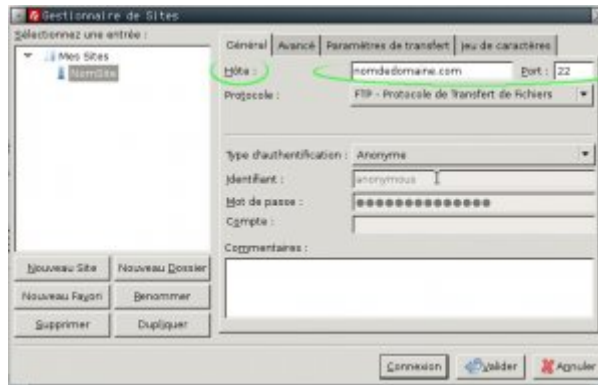 Gestionnaire de Sites
Sélectionnez une entrée :
Mes Sites
NomSite
Général Avancé Paramètres de transfert Jeu de caractères
Hôte : nomdedomaine.com Port : 22
Protocole : FTP - Protocole de Transfert de Fichiers
Type d'authentification : Anonyme
Identifiant : anonymous
Mot de passe :
Compte :
Commentaires :
Nouveau Site Nouveau Dossier
Nouveau Favori Renommer
Supprimer Dupliquer
Connexion Valider Annuler